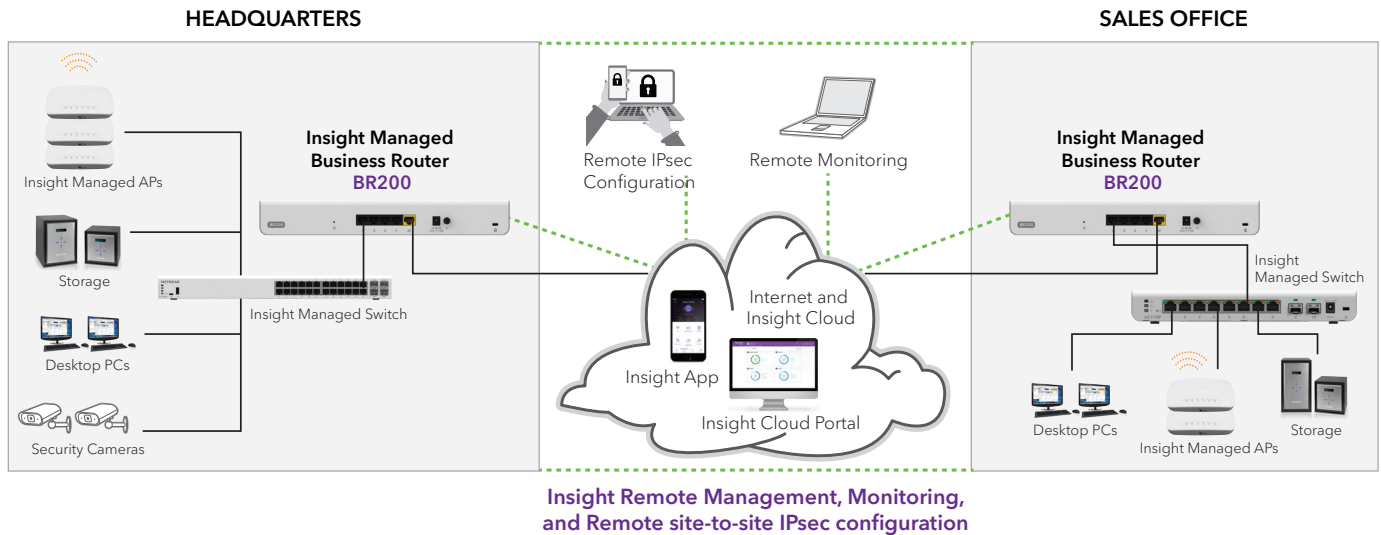 HEADQUARTERS
SALES OFFICE
Insight Managed APs
Storage
Desktop PCs
Security Cameras
Insight Managed
Business Router
BR200
NETGEAR
Insight Managed Switch
Remote IPsec
Configuration
Remote Monitoring
Internet and
Insight Cloud
Insight App
Insight Cloud Portal
Insight Managed
Business Router
BR200
Insight
Managed Switch
Desktop PCs
Insight Managed APs
Storage
Insight Remote Management, Monitoring,
and Remote site-to-site IPsec configuration